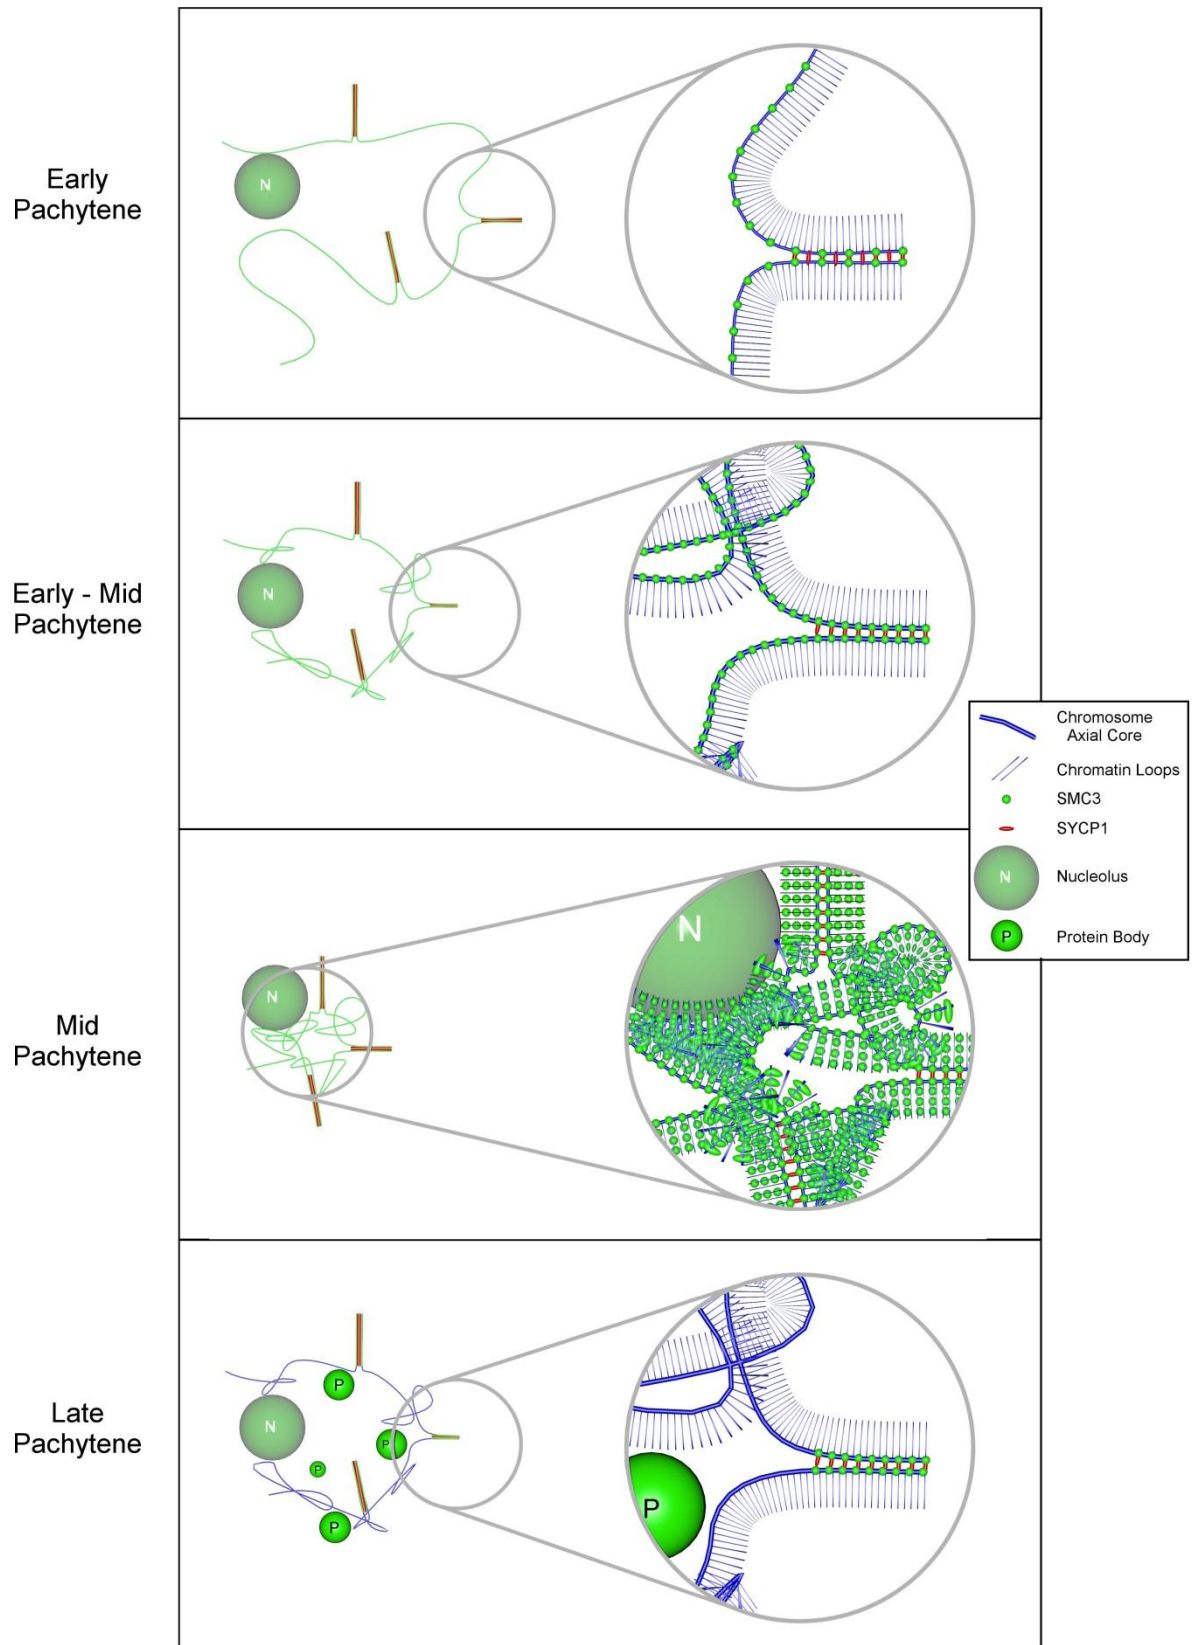 Early
Pachytene
N
Early - Mid
Pachytene
N
Chromosome
Axial Core
Chromatin Loops
SMC3
SYCP1
N
Nucleolus
P
Protein Body
Mid
Pachytene
N
N
Late
Pachytene
P
N
P
P
P
P